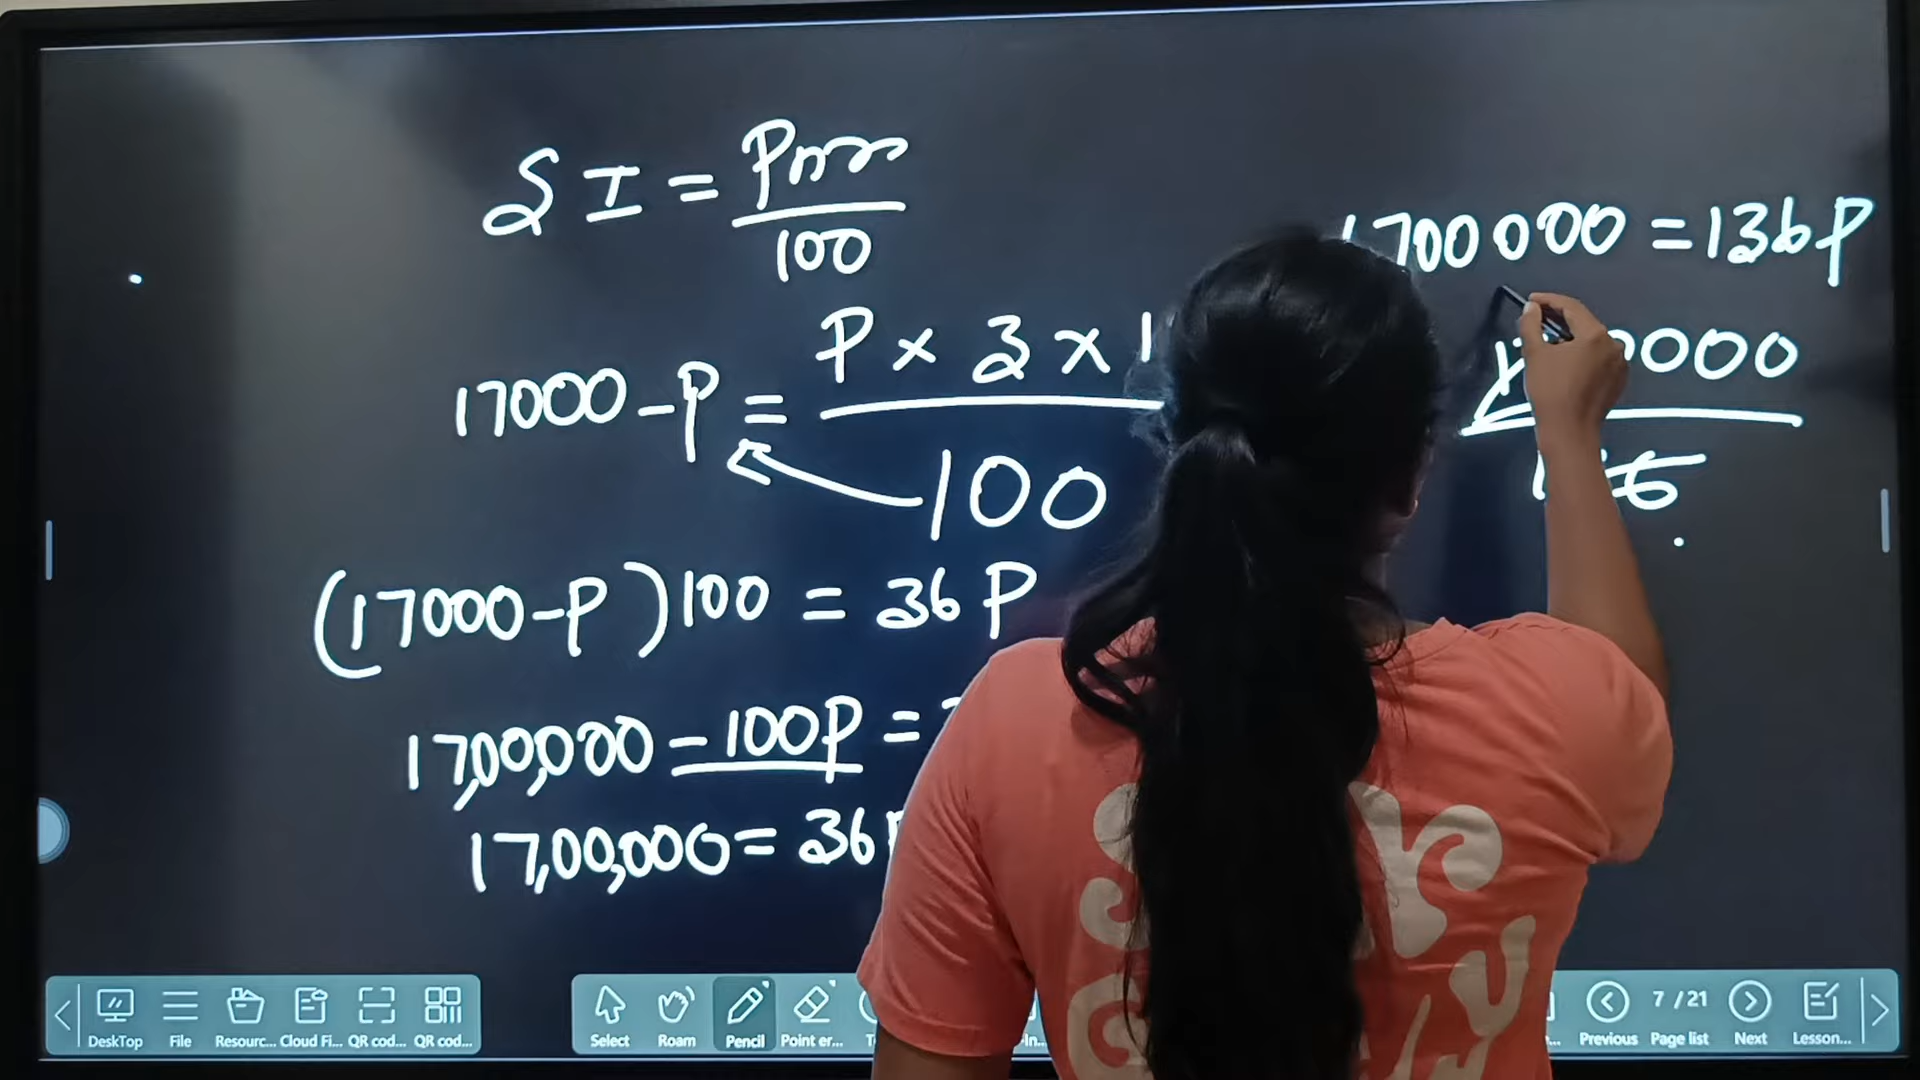 SI = Pnr
100
17000 - P = P × 3 × 1
100
(17000 - P) 100 = 36 P
17,00,000 - 100P =
17,00,000 = 36
1700000 = 136P
0000
DeskTop
File
Resourc...
Cloud Fi...
QR cod...
QR cod...
Select
Roam
Pencil
Point er...
Previous
7 / 21
Page list
Next
Lesson...